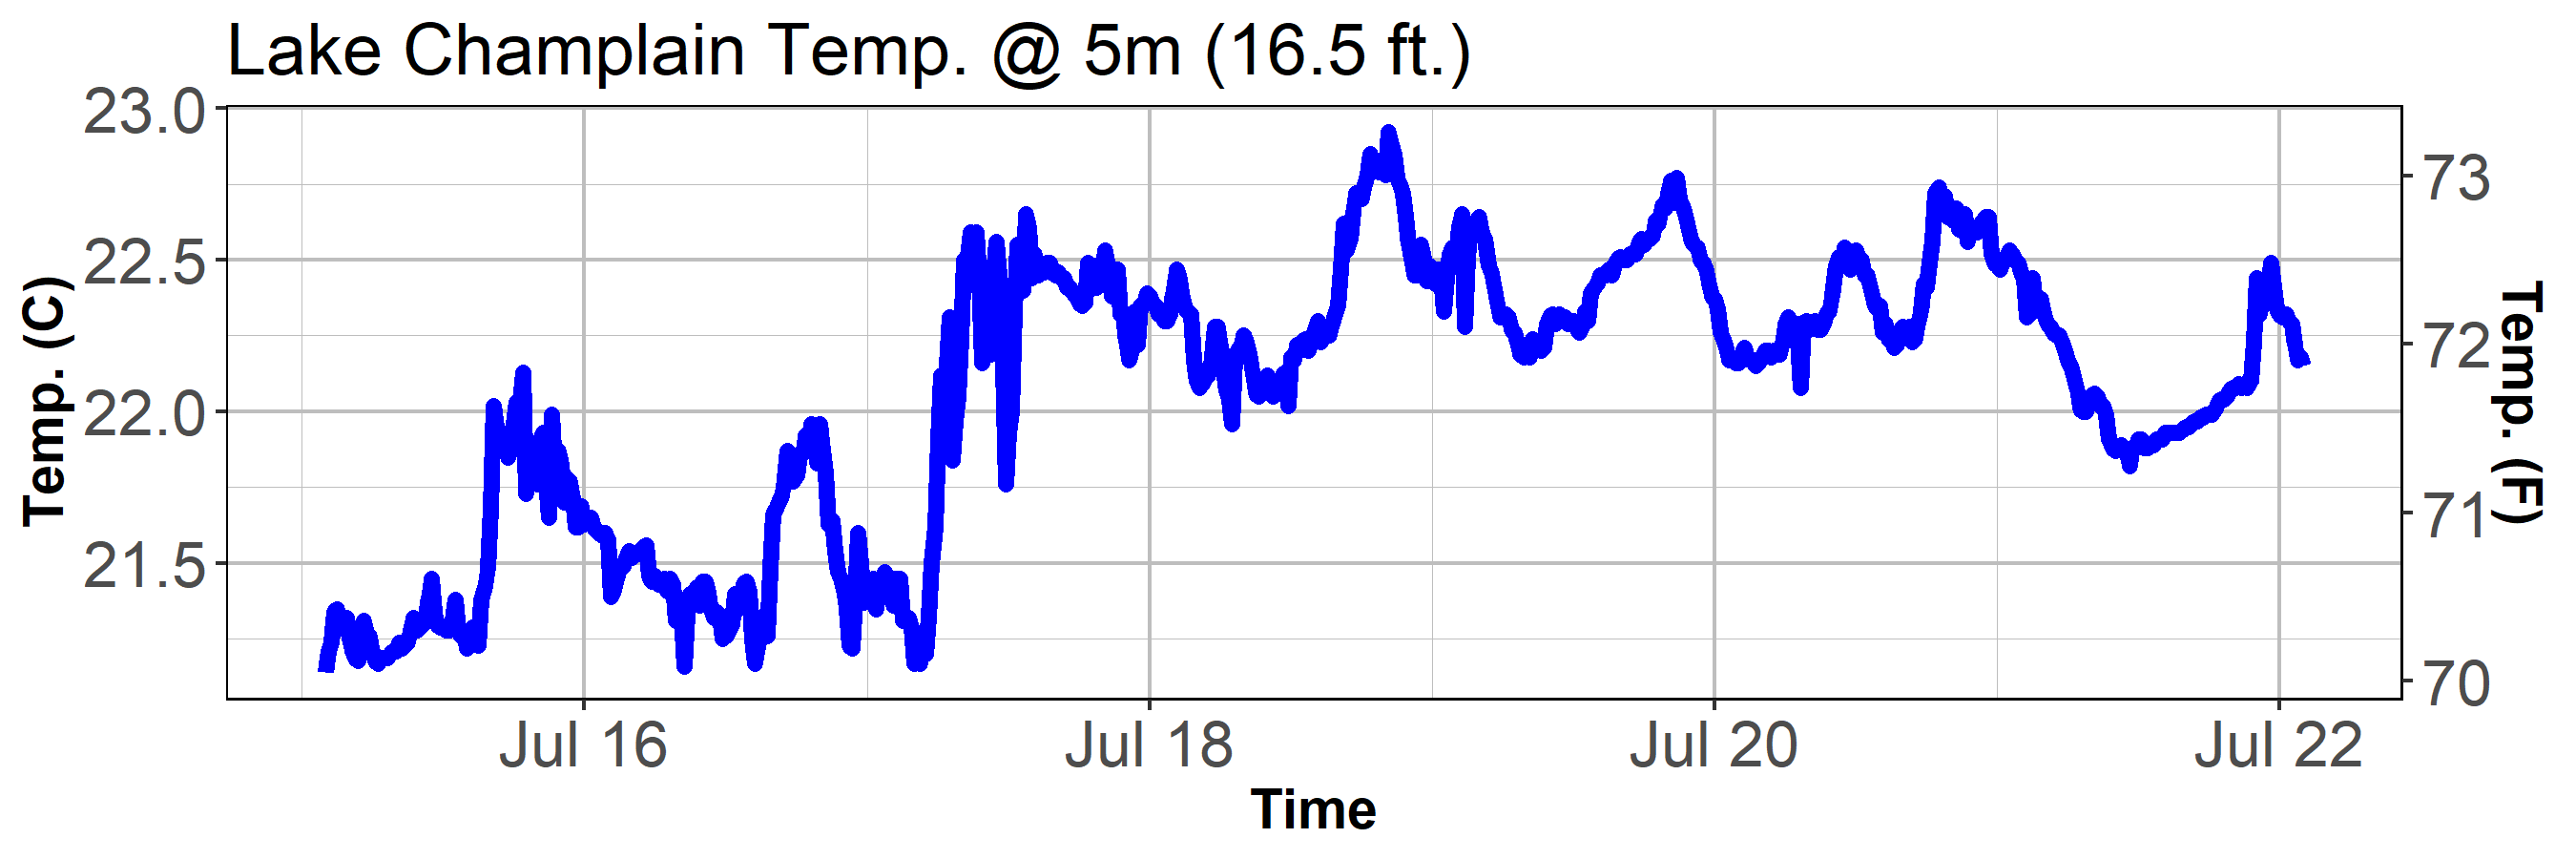 Lake Champlain Temp. @ 5m (16.5 ft.)
23.0
22.5
22.0
21.5
Temp. (C)
73
72
71
70
Temp. (F)
Jul 16 Jul 18 Jul 20 Jul 22
Time